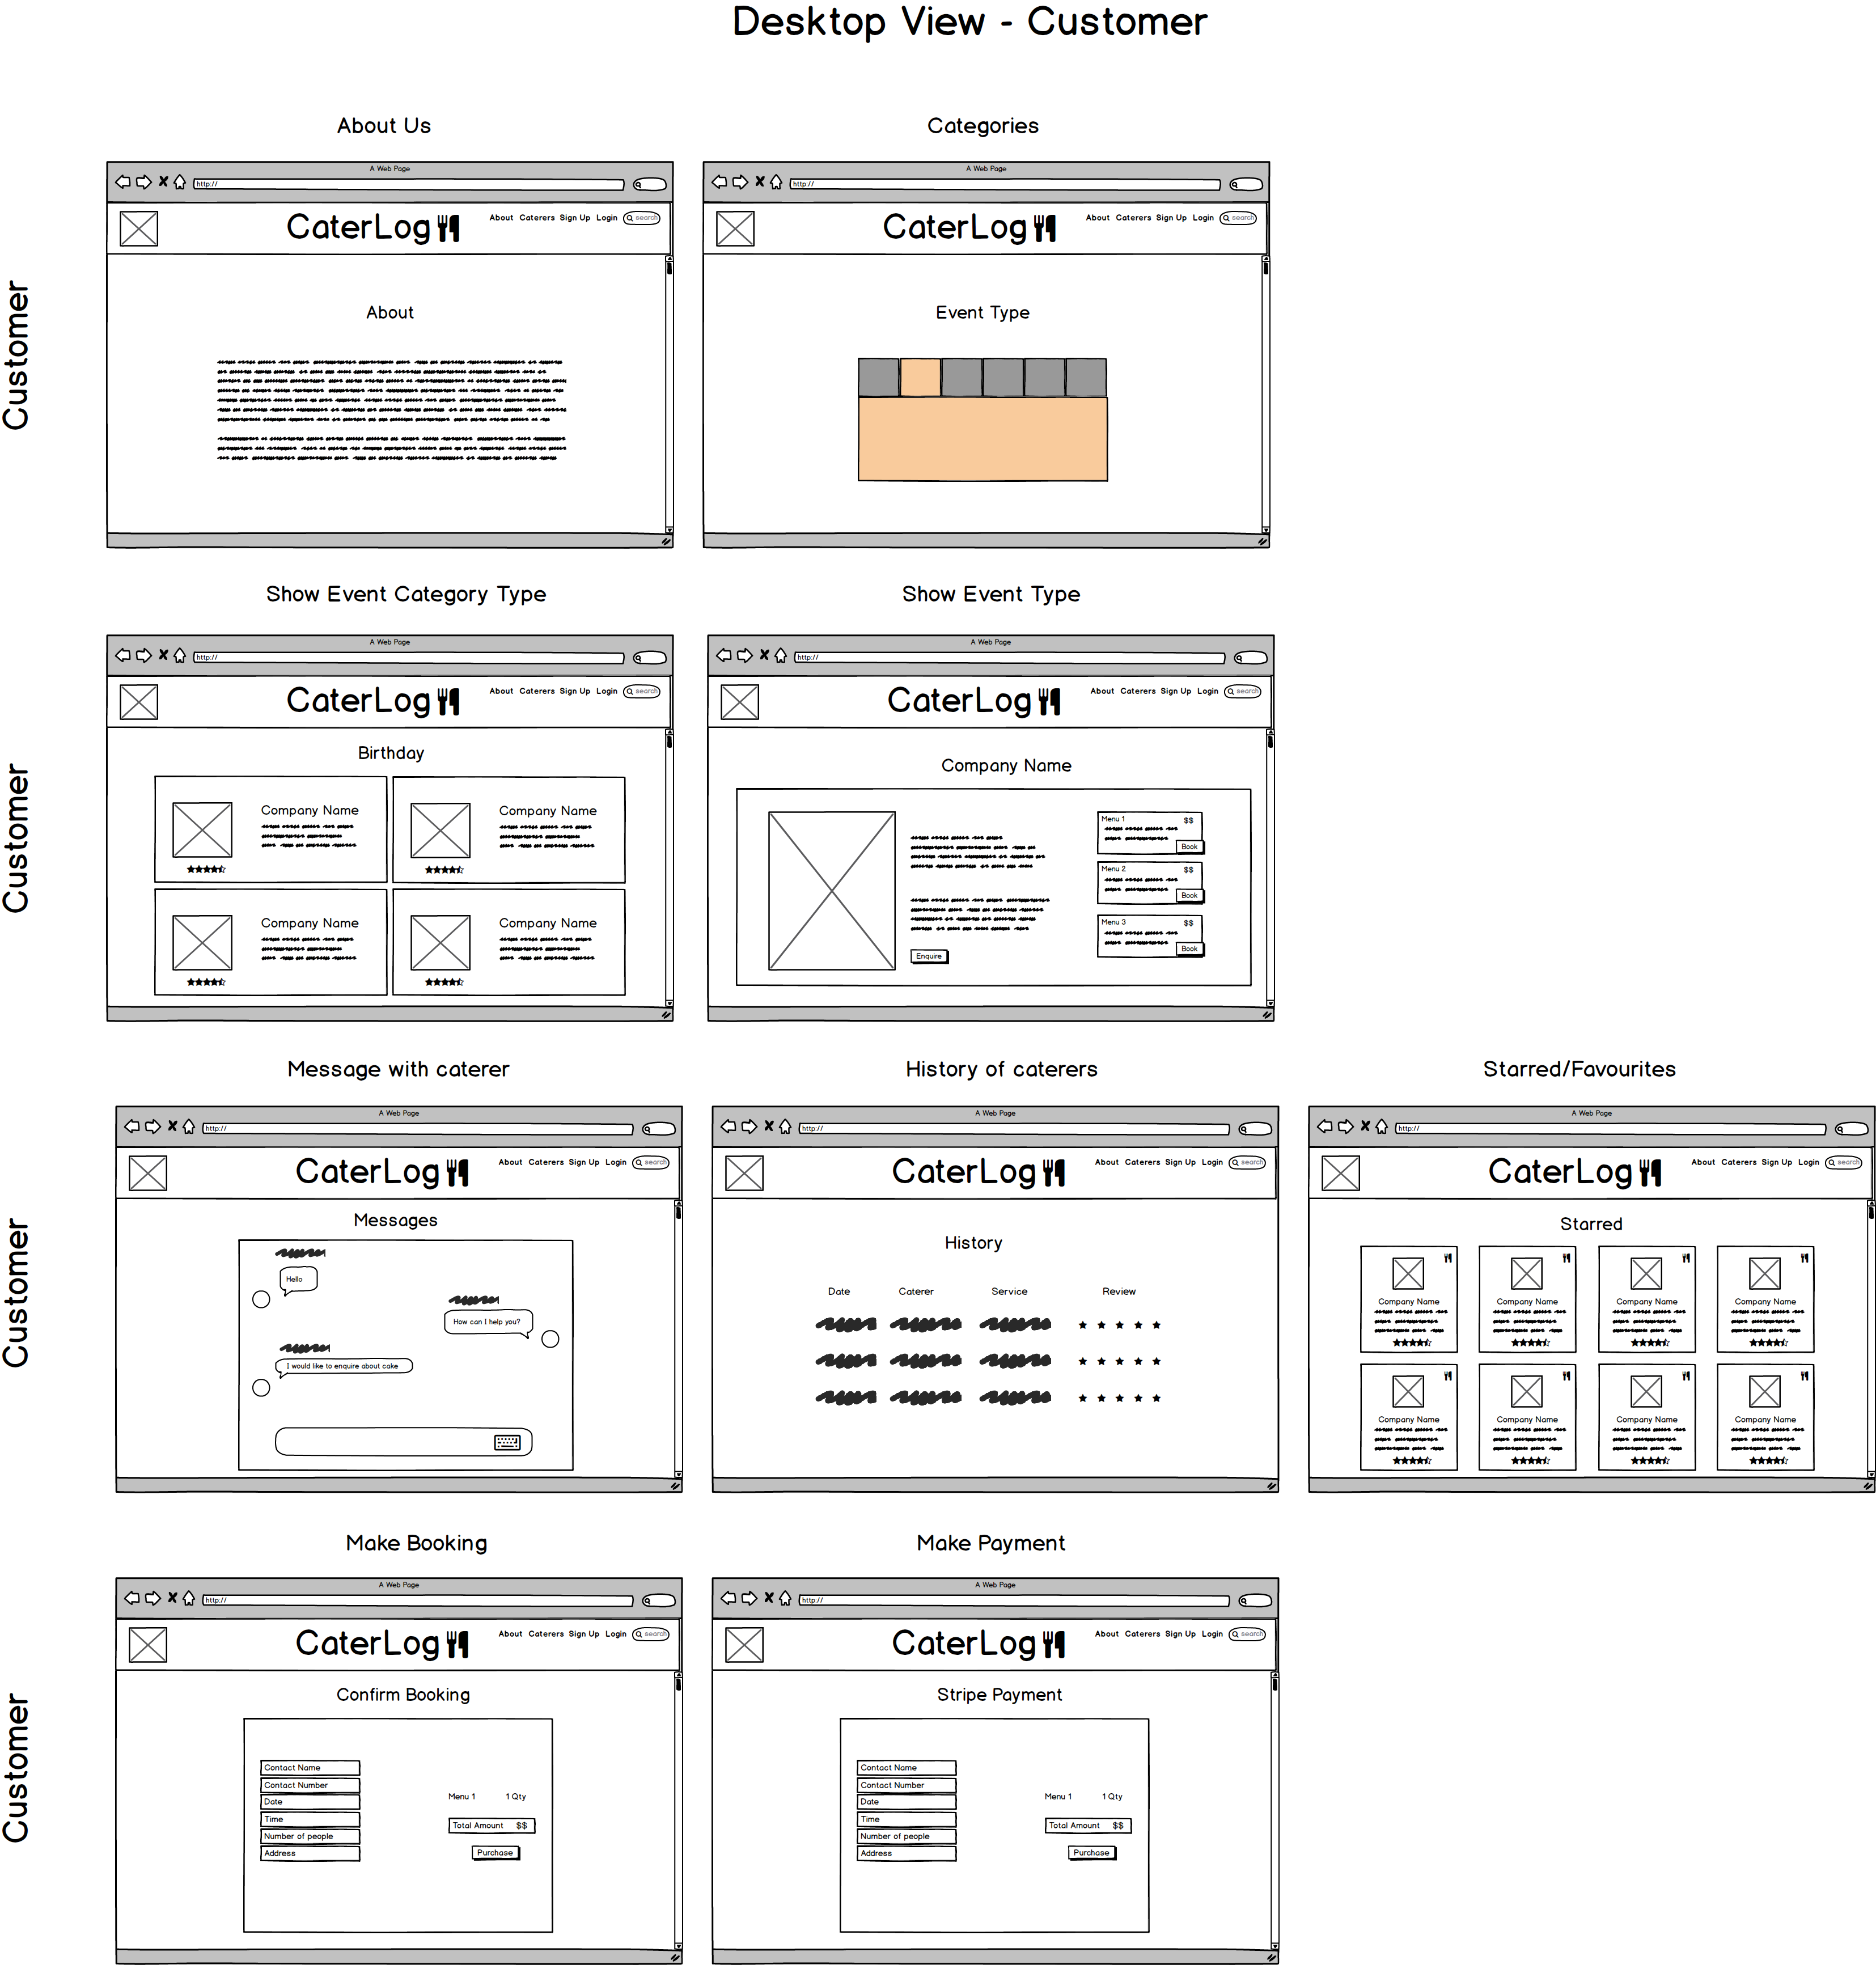 Desktop View - Customer
Customer
About Us
A Web Page
http://
CaterLog
About Caterers Sign Up Login search
About
Categories
A Web Page
http://
CaterLog
About Caterers Sign Up Login search
Event Type
Customer
Show Event Category Type
A Web Page
http://
CaterLog
About Caterers Sign Up Login search
Birthday
Company Name
Company Name
Company Name
Company Name
Show Event Type
A Web Page
http://
CaterLog
About Caterers Sign Up Login search
Company Name
Enquire
Menu 1 $$
Book
Menu 2 $$
Book
Menu 3 $$
Book
Customer
Message with caterer
A Web Page
http://
CaterLog
About Caterers Sign Up Login search
Messages
Hello
How can I help you?
I would like to enquire about cake
History of caterers
A Web Page
http://
CaterLog
About Caterers Sign Up Login search
History
Date Caterer Service Review
Starred/Favourites
A Web Page
http://
CaterLog
About Caterers Sign Up Login search
Starred
Company Name Company Name Company Name Company Name
Company Name Company Name Company Name Company Name
Customer
Make Booking
A Web Page
http://
CaterLog
About Caterers Sign Up Login search
Confirm Booking
Contact Name
Contact Number
Date
Time
Number of people
Address
Menu 1 1 Qty
Total Amount $$
Purchase
Make Payment
A Web Page
http://
CaterLog
About Caterers Sign Up Login search
Stripe Payment
Contact Name
Contact Number
Date
Time
Number of people
Address
Menu 1 1 Qty
Total Amount $$
Purchase